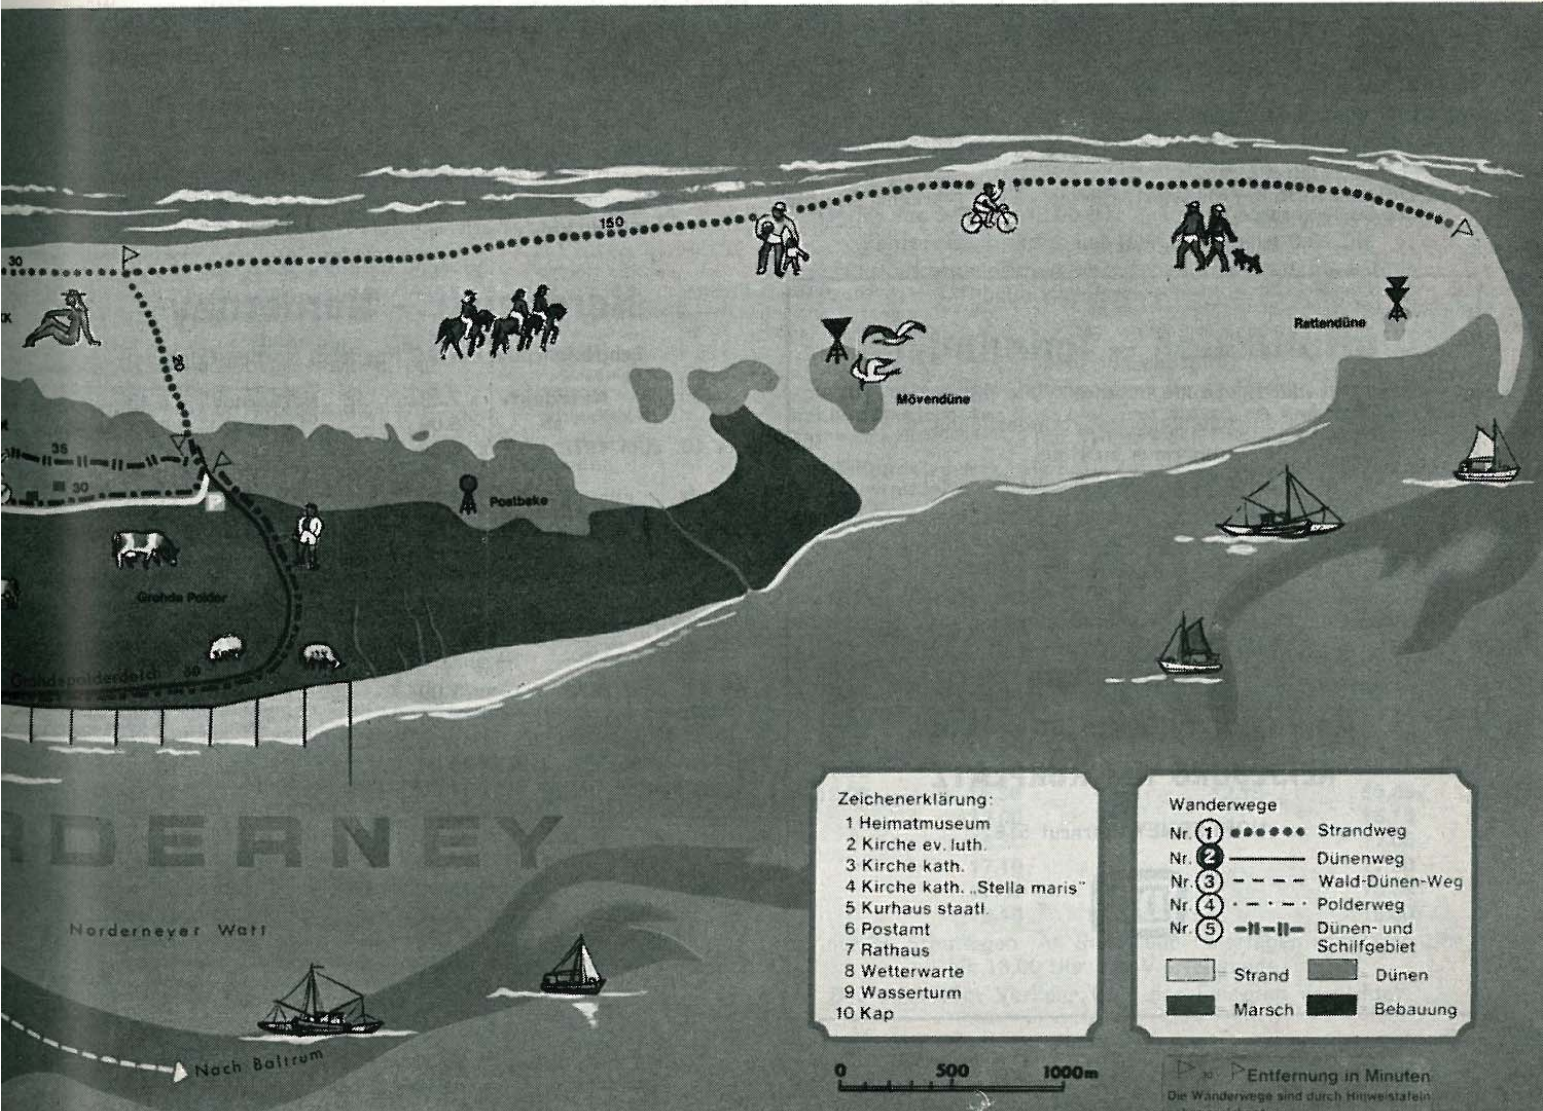 30
150
20
Rattendüne
Mövendüne
35
30
Postbake
Grohde Polder
Grohdepolderdeich 60
RDERNEY
Norderneyer Watt
Nach Baltrum
Zeichenerklärung:
1 Heimatmuseum
2 Kirche ev. luth.
3 Kirche kath.
4 Kirche kath. „Stella maris"
5 Kurhaus staatl.
6 Postamt
7 Rathaus
8 Wetterwarte
9 Wasserturm
10 Kap
Wanderwege
Nr. 1 Strandweg
Nr. 2 Dünenweg
Nr. 3 Wald-Dünen-Weg
Nr. 4 Polderweg
Nr. 5 Dünen- und
Schilfgebiet
Strand Dünen
Marsch Bebauung
0 500 1000m
Entfernung in Minuten
Die Wanderwege sind durch Hinweistafeln